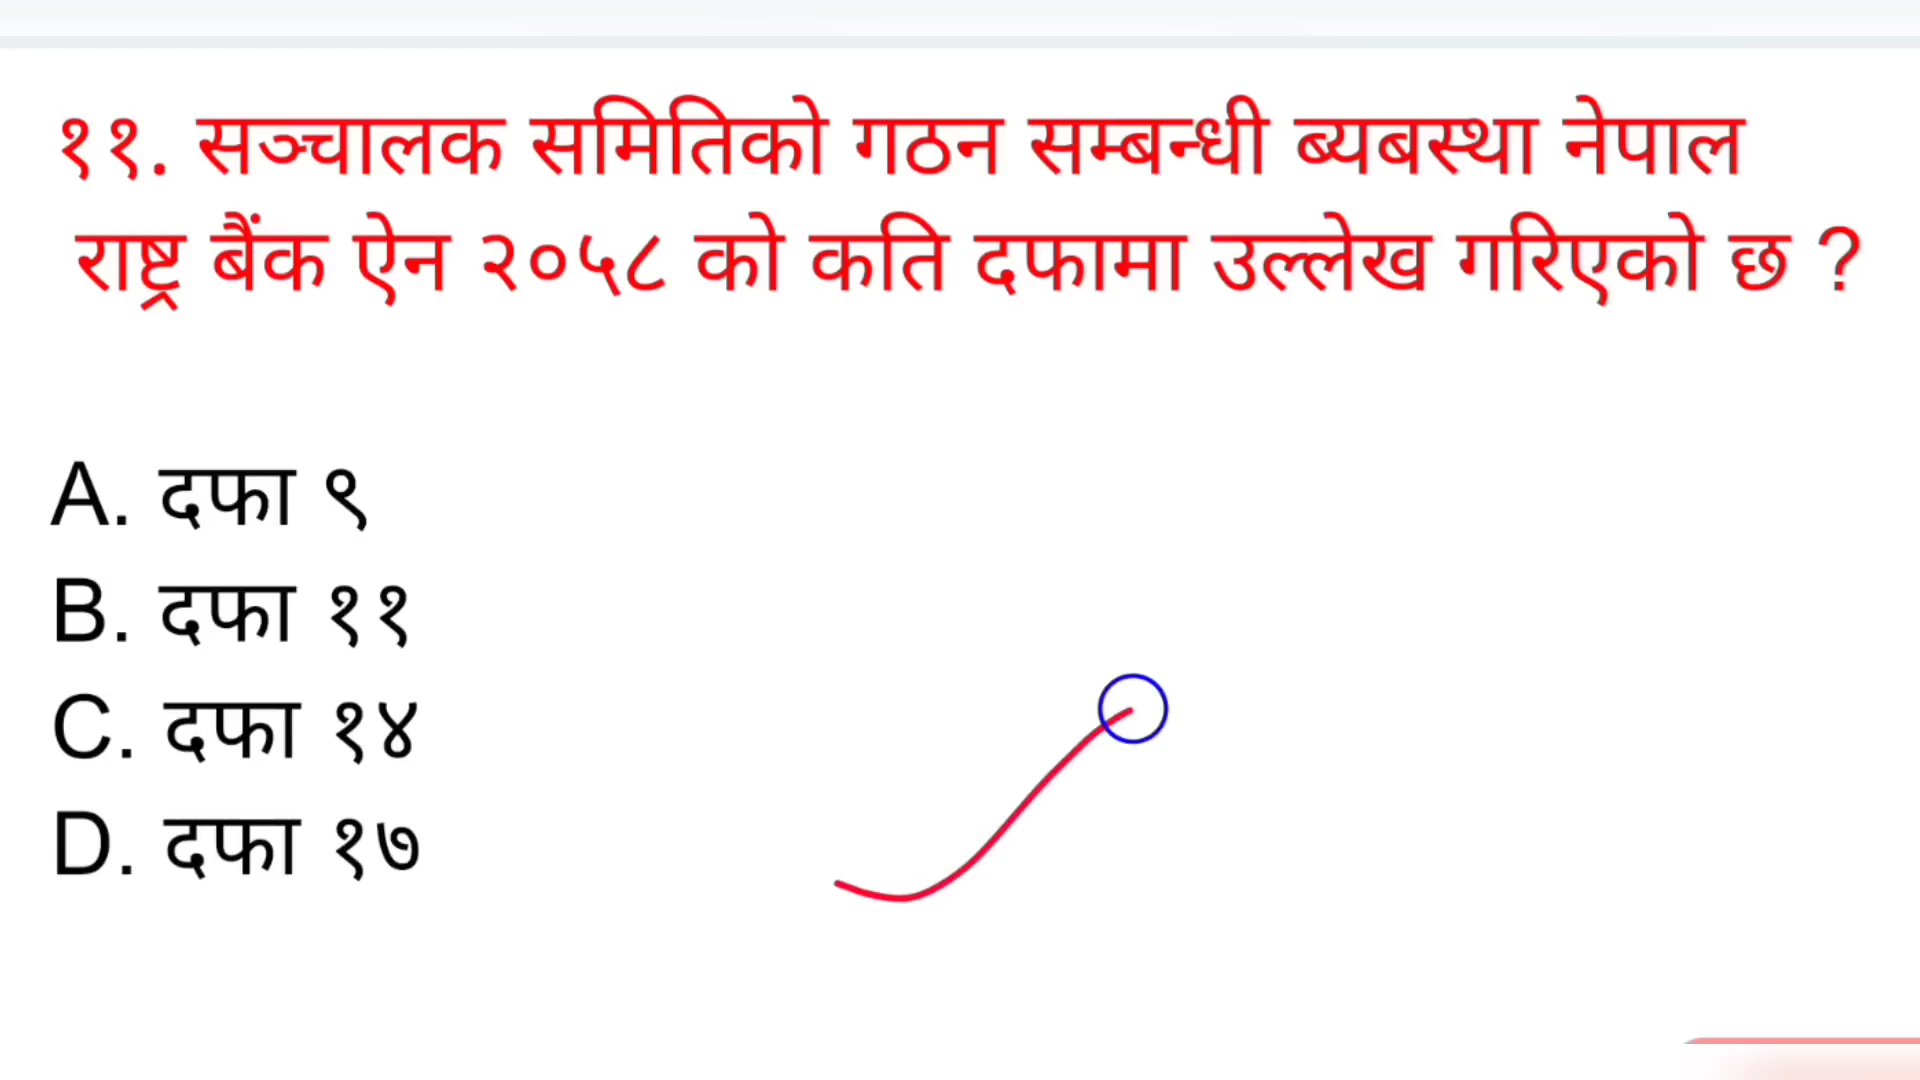 ११. सञ्चालक समितिको गठन सम्बन्धी ब्यबस्था नेपाल
राष्ट्र बैंक ऐन २०५८ को कति दफामा उल्लेख गरिएको छ ?
A. दफा ९
B. दफा ११
C. दफा १४
D. दफा १७